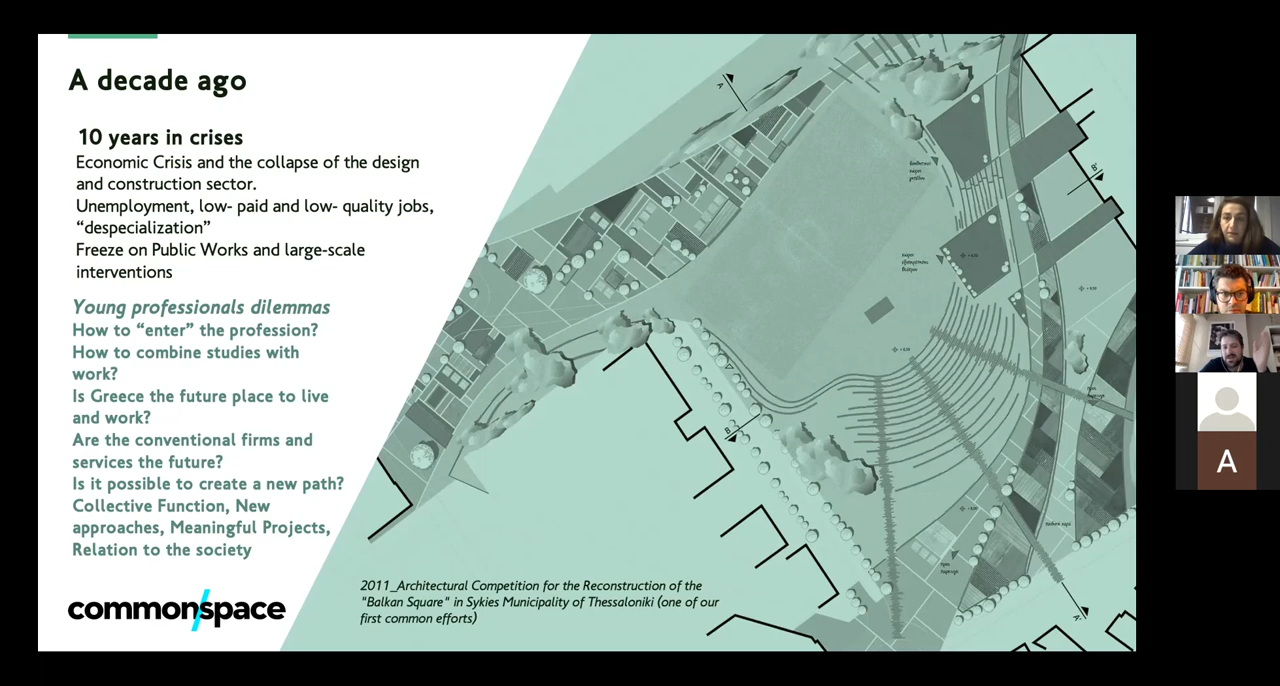 A decade ago
10 years in crises
Economic Crisis and the collapse of the design
and construction sector.
Unemployment, low- paid and low- quality jobs,
“despecialization”
Freeze on Public Works and large-scale
interventions
Young professionals dilemmas
How to “enter” the profession?
How to combine studies with
work?
Is Greece the future place to live
and work?
Are the conventional firms and
services the future?
Is it possible to create a new path?
Collective Function, New
approaches, Meaningful Projects,
Relation to the society
commonspace
2011_Architectural Competition for the Reconstruction of the
"Balkan Square" in Sykies Municipality of Thessaloniki (one of our
first common efforts)
A
B'
B
A'
A